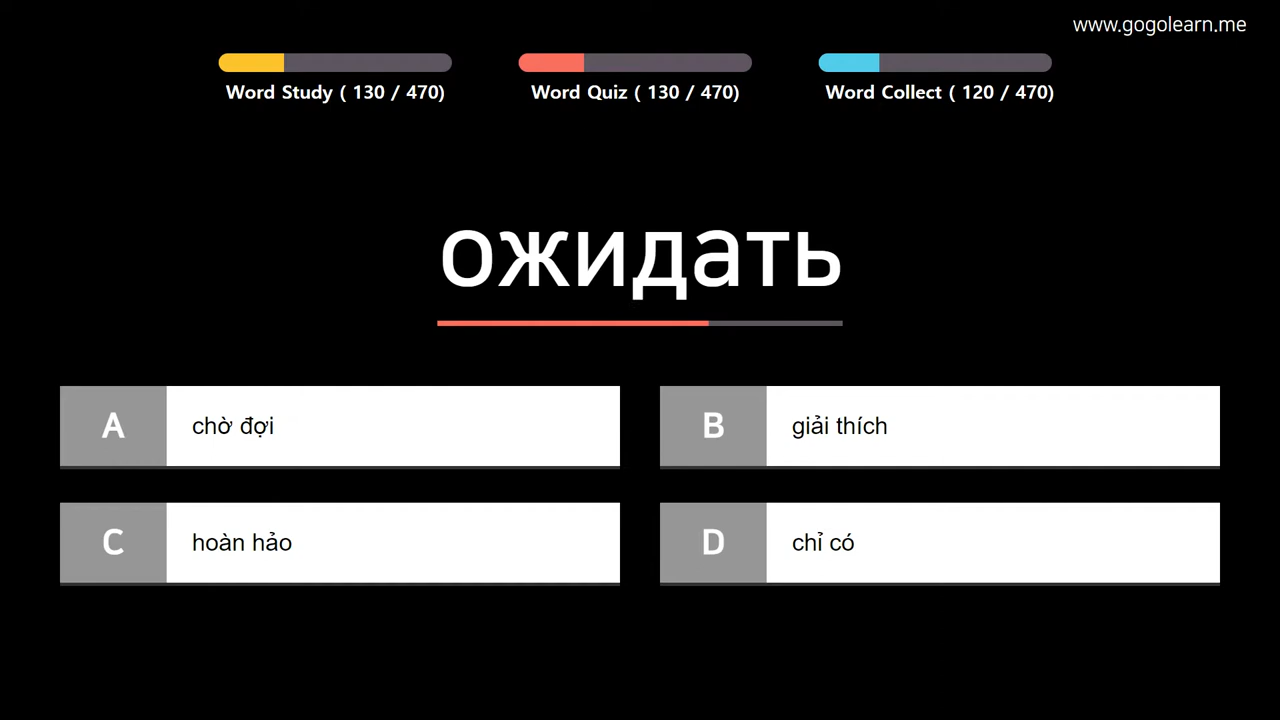 www.gogolearn.me
Word Study ( 130 / 470)
Word Quiz ( 130 / 470)
Word Collect ( 120 / 470)
ожидать
A chờ đợi
B giải thích
C hoàn hảo
D chỉ có